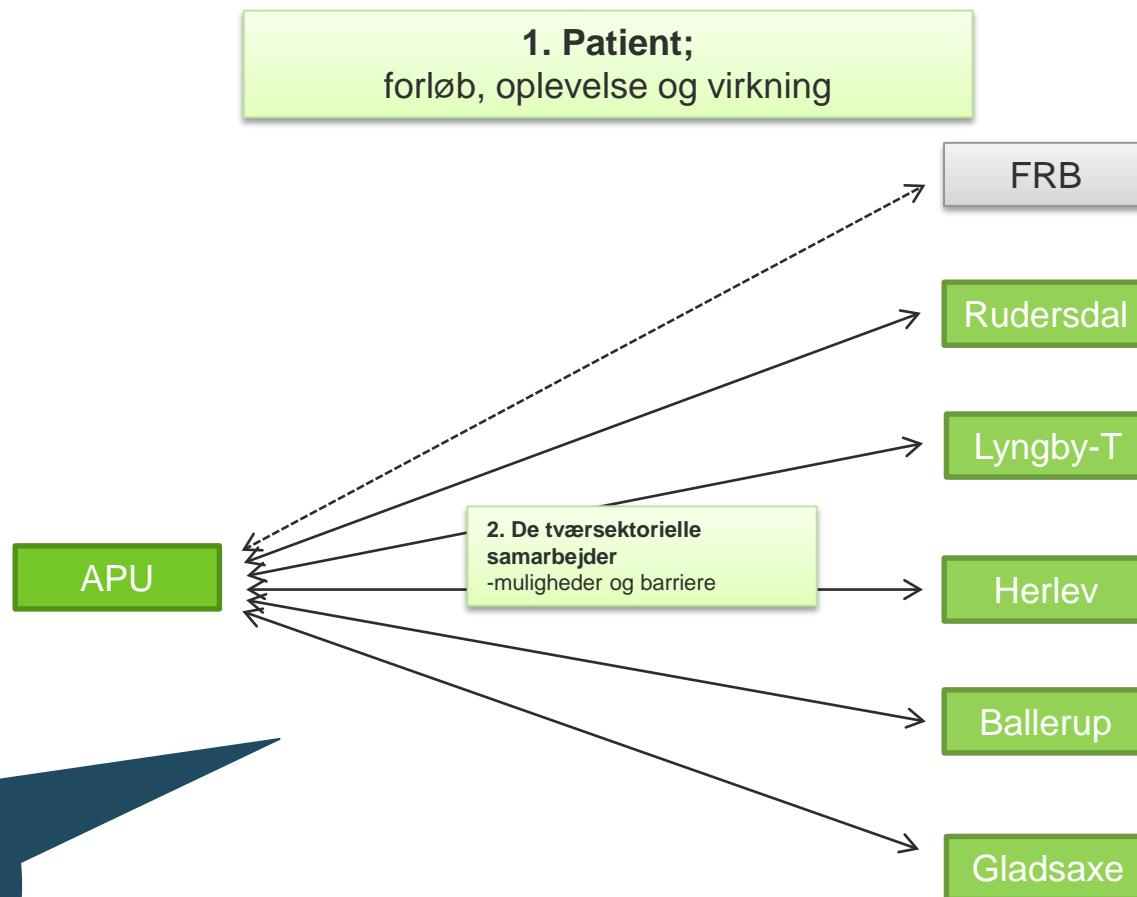 1. Patient;
forløb, oplevelse og virkning
FRB
Rudersdal
Lyngby-T
2. De tværsektorielle
samarbejder
-muligheder og barriere
APU
Herlev
Ballerup
Gladsaxe